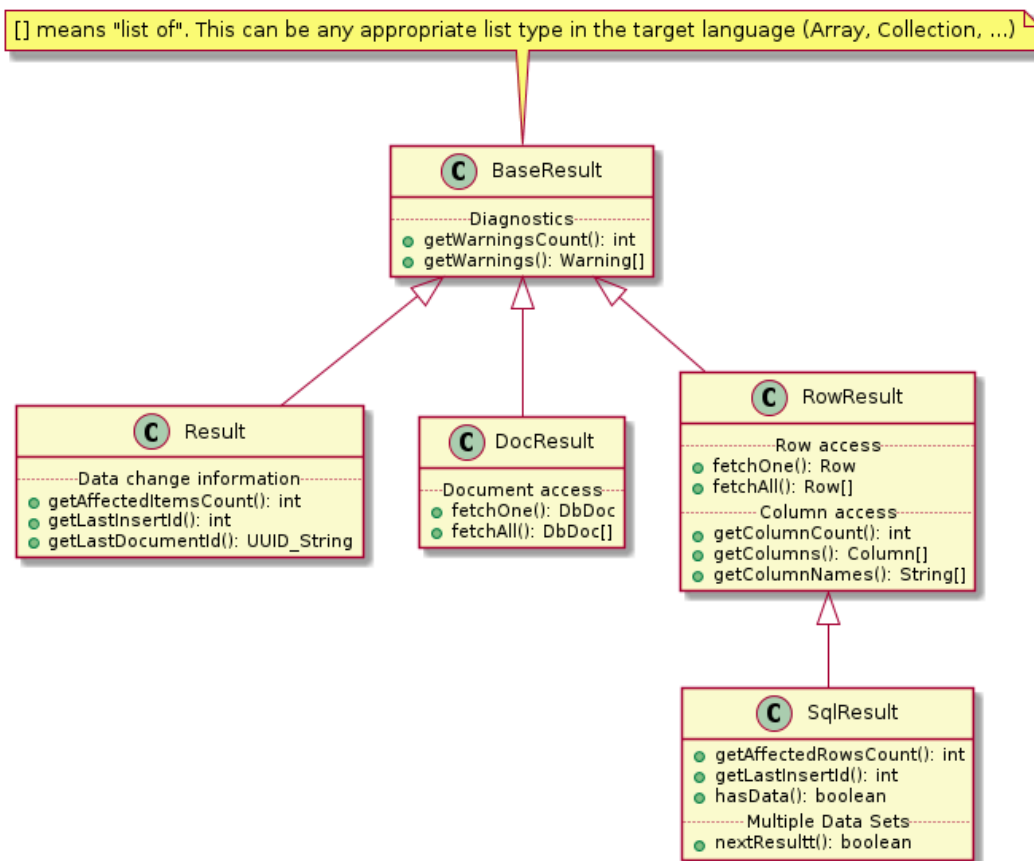 [] means "list of". This can be any appropriate list type in the target language (Array, Collection, ...)
C BaseResult
Diagnostics
getWarningsCount(): int
getWarnings(): Warning[]
C Result
Data change information
getAffectedItemsCount(): int
getLastInsertId(): int
getLastDocumentId(): UUID_String
C DocResult
Document access
fetchOne(): DbDoc
fetchAll(): DbDoc[]
C RowResult
Row access
fetchOne(): Row
fetchAll(): Row[]
Column access
getColumnCount(): int
getColumns(): Column[]
getColumnNames(): String[]
C SqlResult
getAffectedRowsCount(): int
getLastInsertId(): int
hasData(): boolean
Multiple Data Sets
nextResultt(): boolean